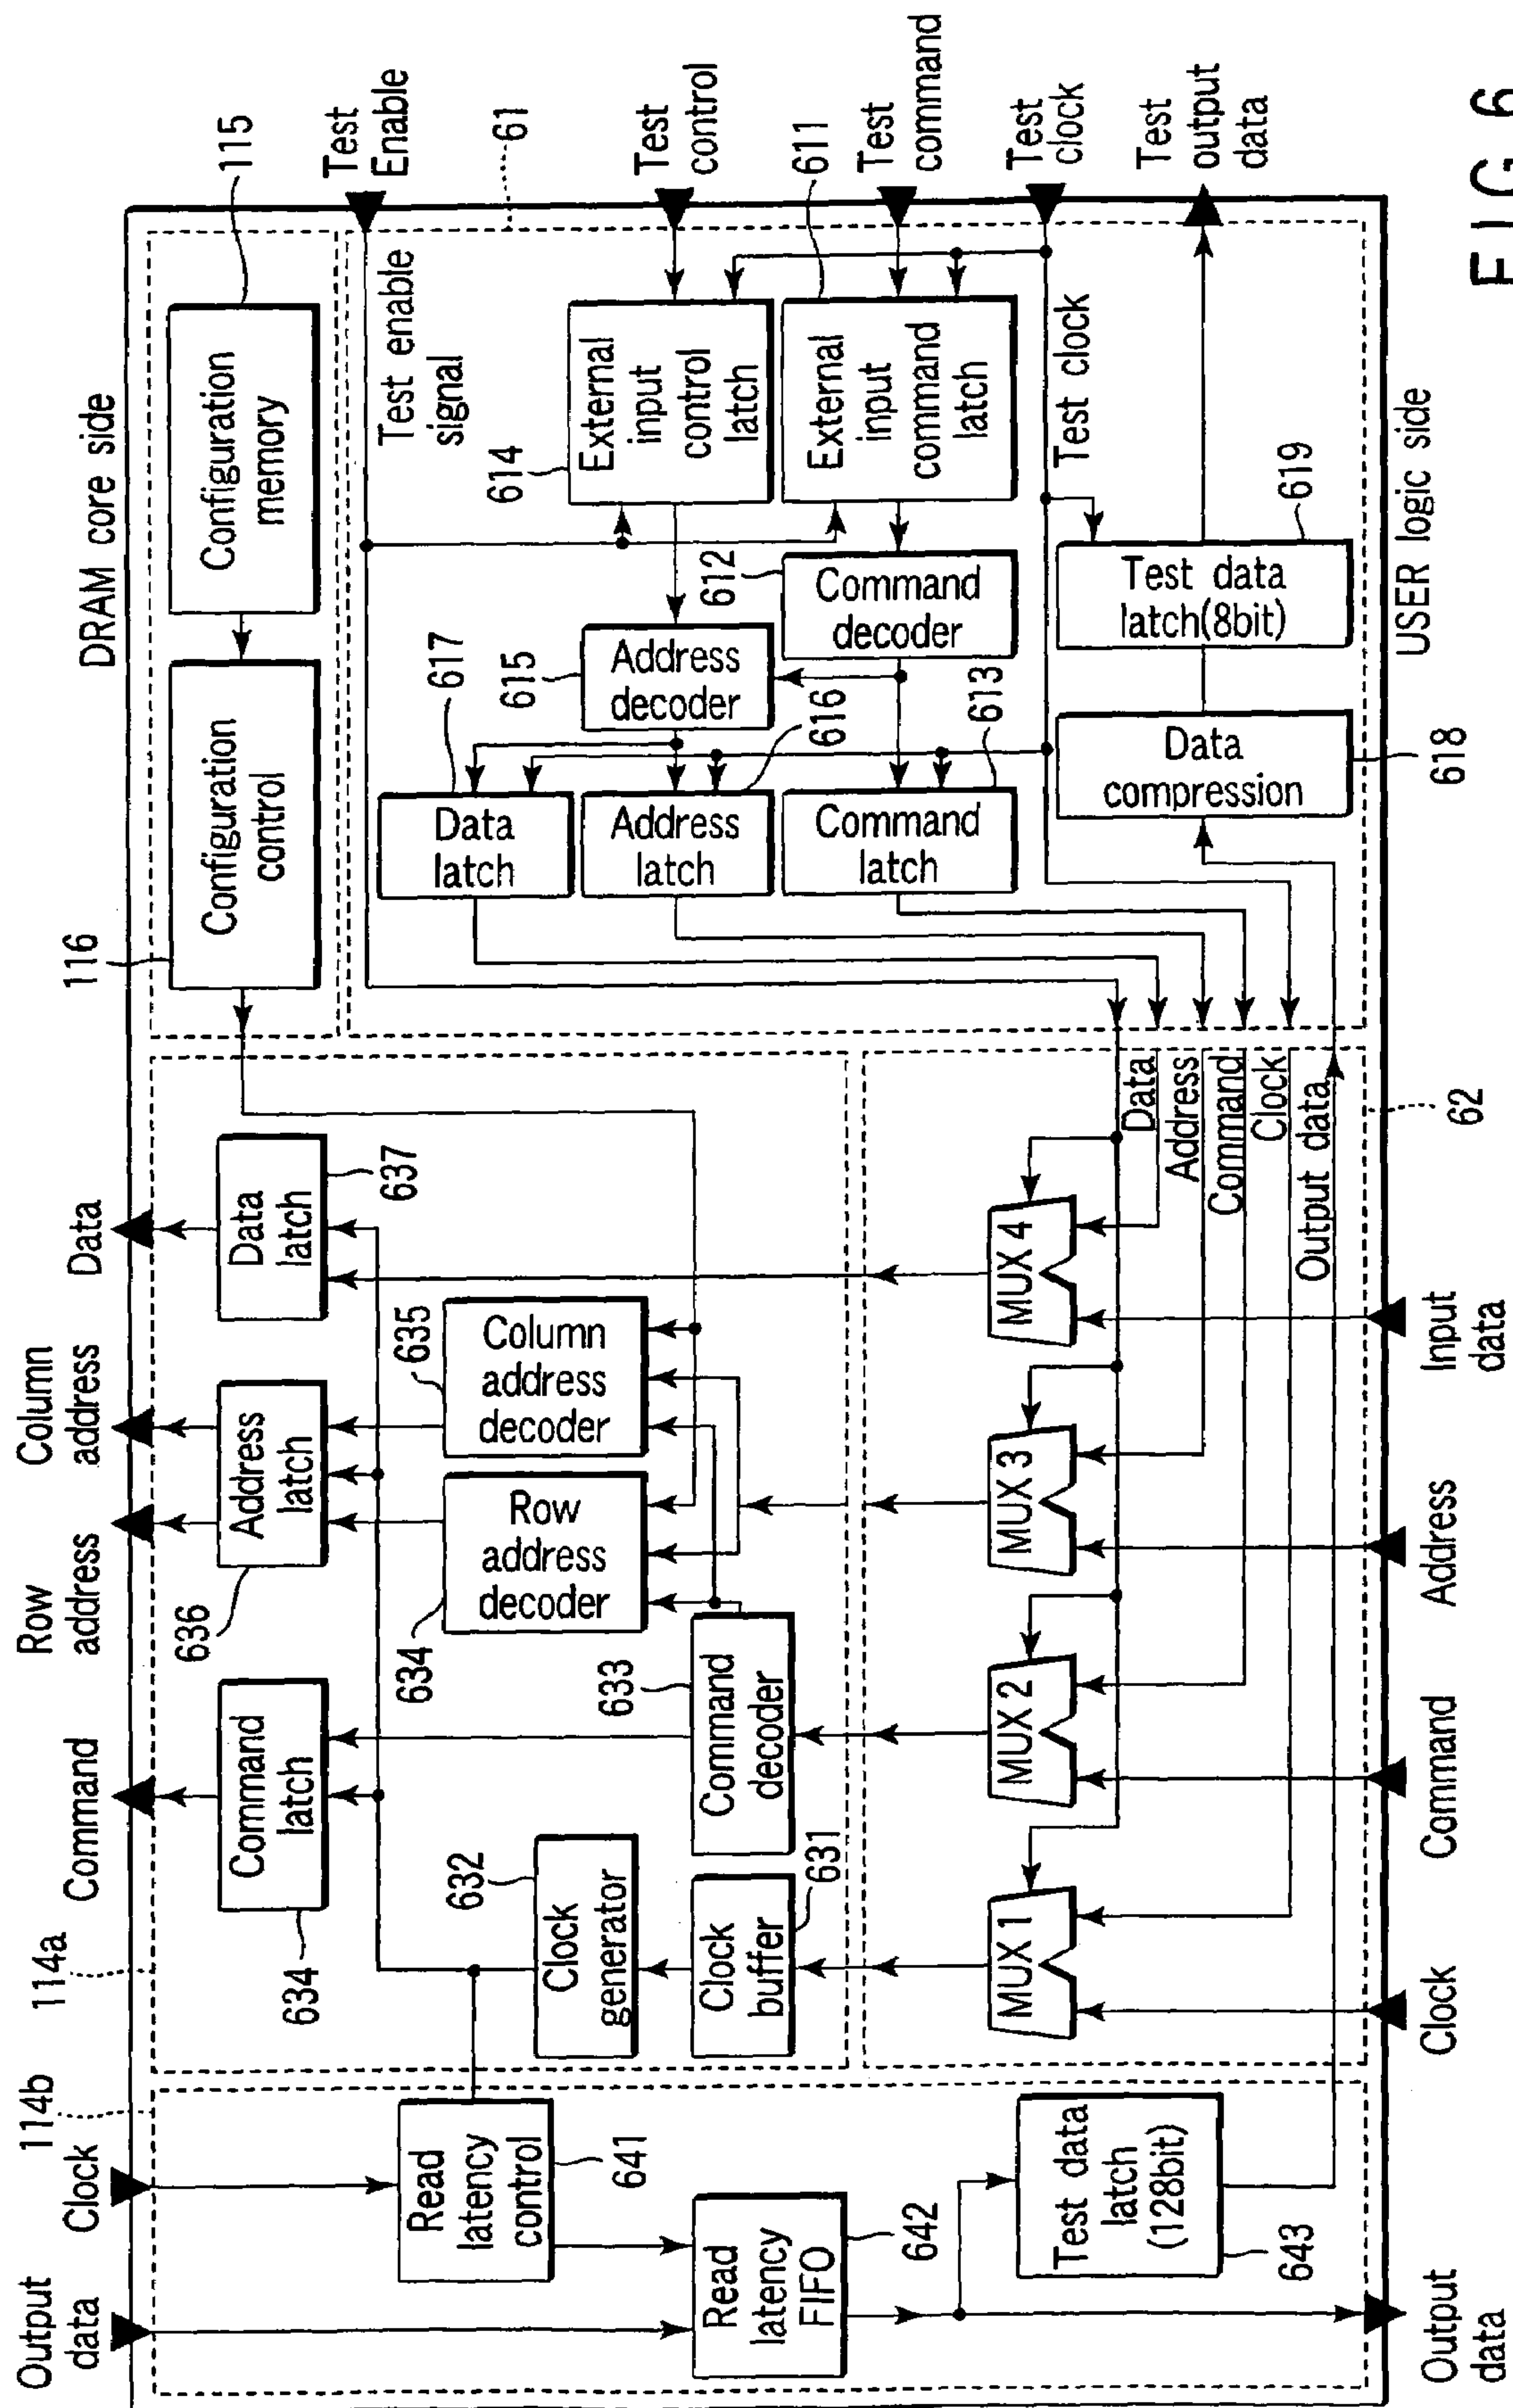 DRAM core side
Output
data
Clock
Command
Row
address
Column
address
Data
114b
114a
116
115
Test
Enable
61
Test
control
Test
command
Test
clock
Test
output
data
Configuration
memory
Configuration
control
Test enable
signal
614
External
input
control
latch
611
External
input
command
latch
612
Command
decoder
615
Address
decoder
617
Data
latch
616
Address
latch
613
Command
latch
Test clock
619
Test data
latch(8bit)
618
Data
compression
Data
latch
637
Address
latch
636
Command
latch
634
635
Column
address
decoder
634
Row
address
decoder
633
Command
decoder
632
Clock
generator
631
Clock
buffer
Read
latency
control
641
Read
latency
FIFO
642
Test data
latch
(128bit)
643
MUX 1
MUX 2
MUX 3
MUX 4
Data
Address
Command
Clock
Output data
62
USER logic side
Output
data
Clock
Command
Address
Input
data
FIG. 6